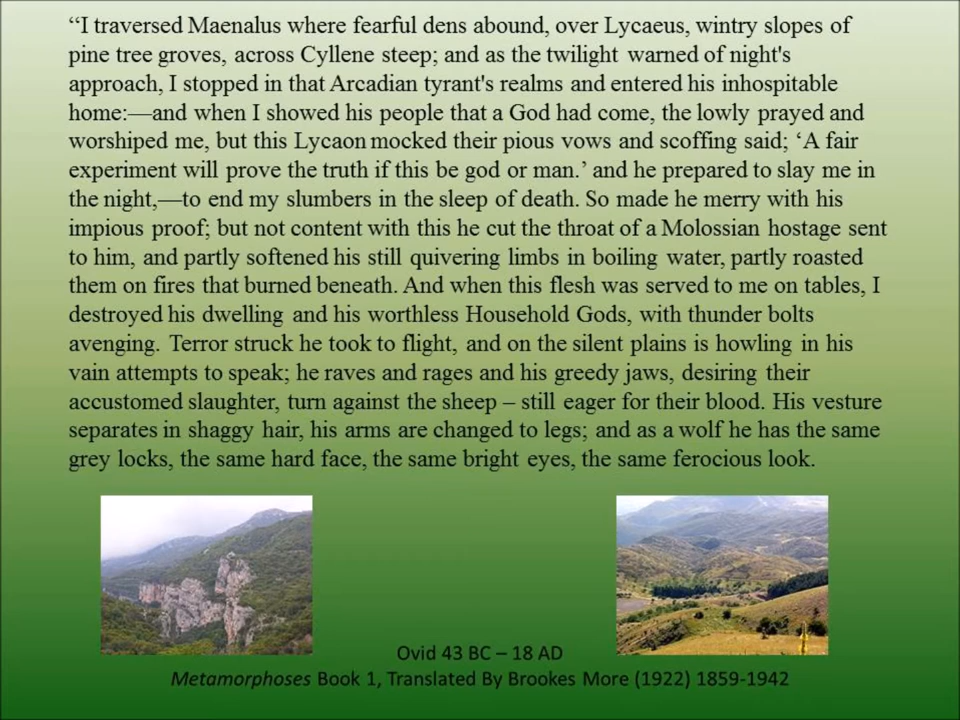 “I traversed Maenalus where fearful dens abound, over Lycaeus, wintry slopes of
pine tree groves, across Cyllene steep; and as the twilight warned of night's
approach, I stopped in that Arcadian tyrant's realms and entered his inhospitable
home:—and when I showed his people that a God had come, the lowly prayed and
worshiped me, but this Lycaon mocked their pious vows and scoffing said; ‘A fair
experiment will prove the truth if this be god or man.’ and he prepared to slay me in
the night,—to end my slumbers in the sleep of death. So made he merry with his
impious proof; but not content with this he cut the throat of a Molossian hostage sent
to him, and partly softened his still quivering limbs in boiling water, partly roasted
them on fires that burned beneath. And when this flesh was served to me on tables, I
destroyed his dwelling and his worthless Household Gods, with thunder bolts
avenging. Terror struck he took to flight, and on the silent plains is howling in his
vain attempts to speak; he raves and rages and his greedy jaws, desiring their
accustomed slaughter, turn against the sheep – still eager for their blood. His vesture
separates in shaggy hair, his arms are changed to legs; and as a wolf he has the same
grey locks, the same hard face, the same bright eyes, the same ferocious look.
Ovid 43 BC – 18 AD
Metamorphoses Book 1, Translated By Brookes More (1922) 1859-1942